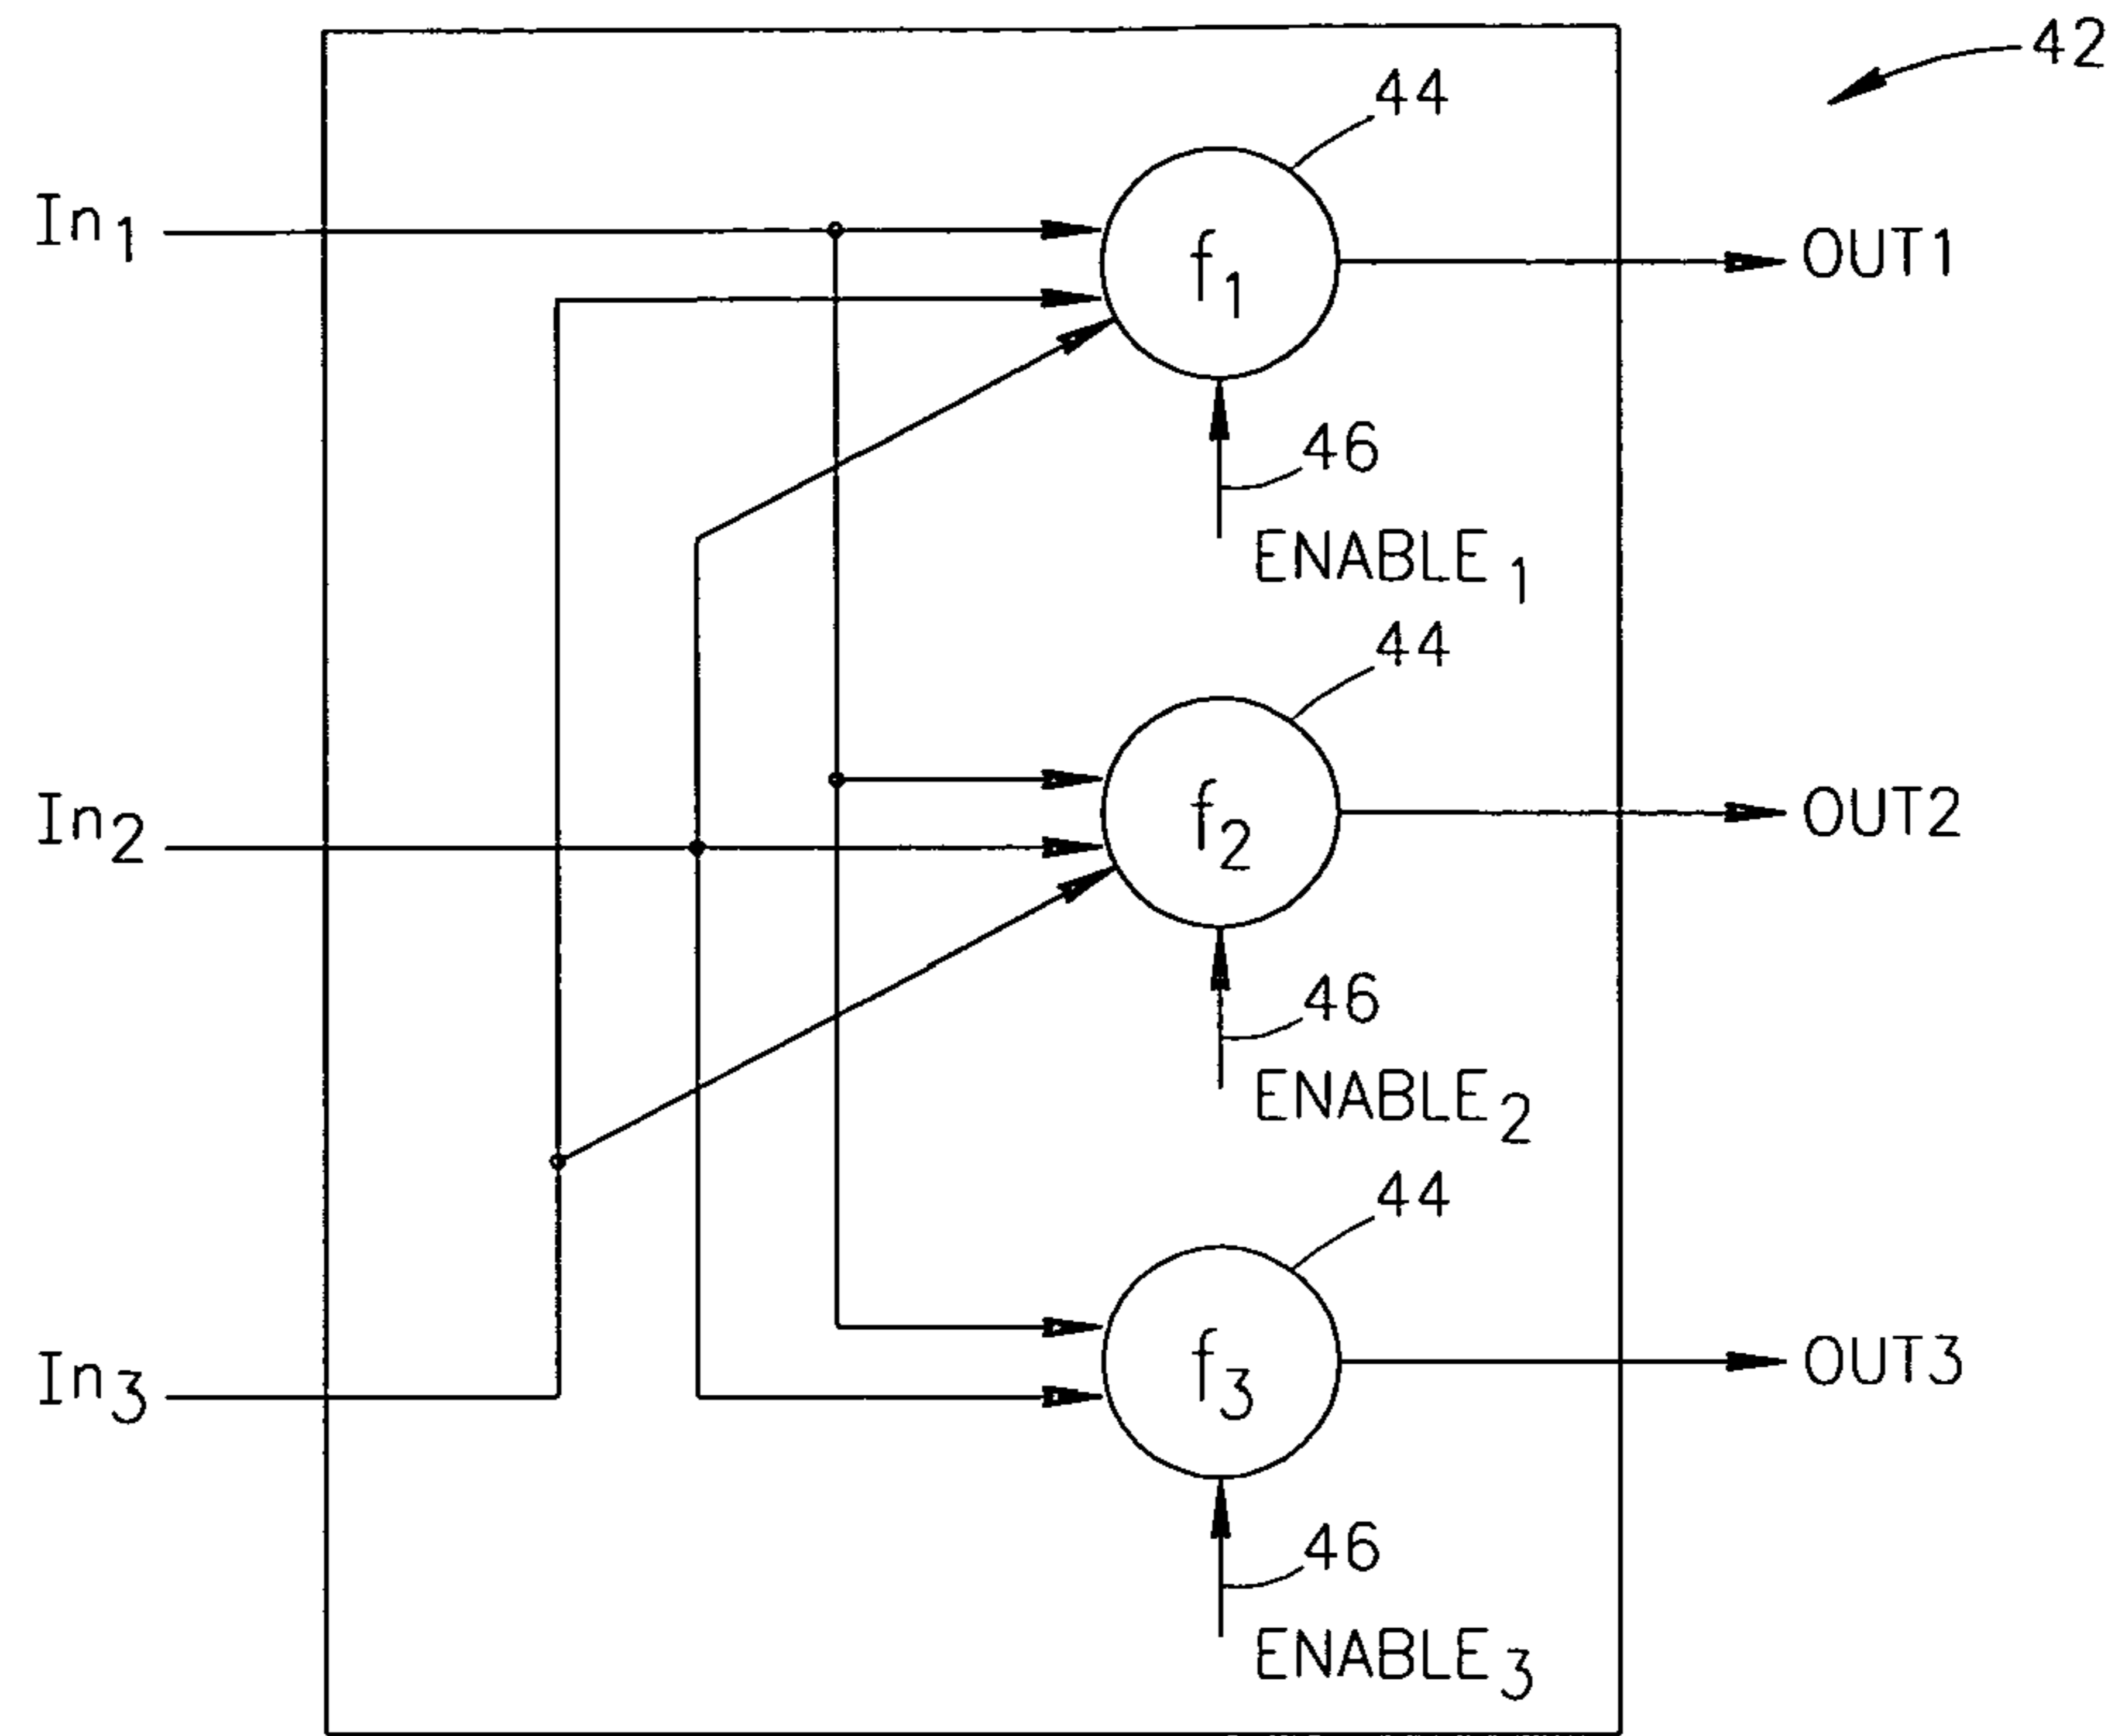 42
44
In1
f1
OUT1
46
ENABLE1
44
In2
f2
OUT2
46
ENABLE2
44
In3
f3
OUT3
46
ENABLE3